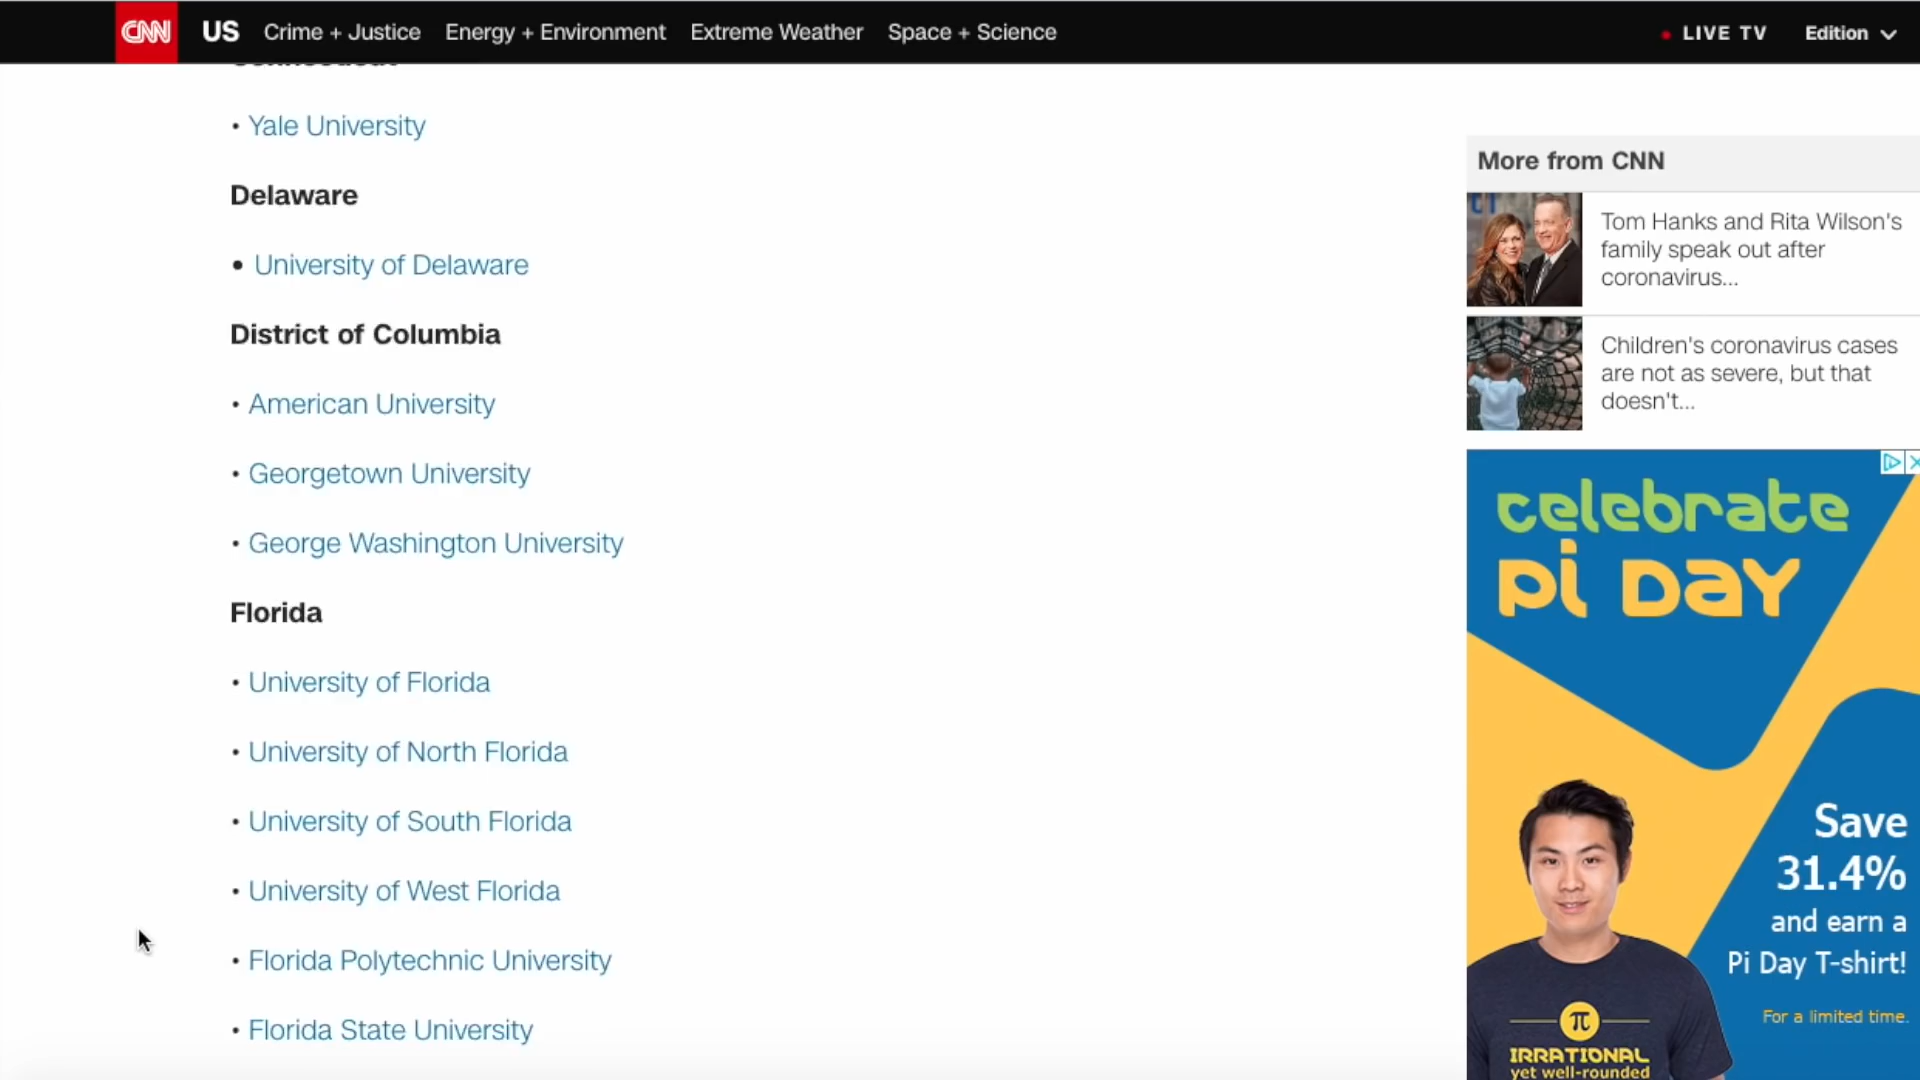 CNN US Crime + Justice Energy + Environment Extreme Weather Space + Science LIVE TV Edition
• Yale University
Delaware
• University of Delaware
District of Columbia
• American University
• Georgetown University
• George Washington University
Florida
• University of Florida
• University of North Florida
• University of South Florida
• University of West Florida
• Florida Polytechnic University
• Florida State University
More from CNN
Tom Hanks and Rita Wilson's
family speak out after
coronavirus...
Children's coronavirus cases
are not as severe, but that
doesn't...
celebrate
pi DAY
Save
31.4%
and earn a
Pi Day T-shirt!
For a limited time.
π
IRRATIONAL
yet well-rounded